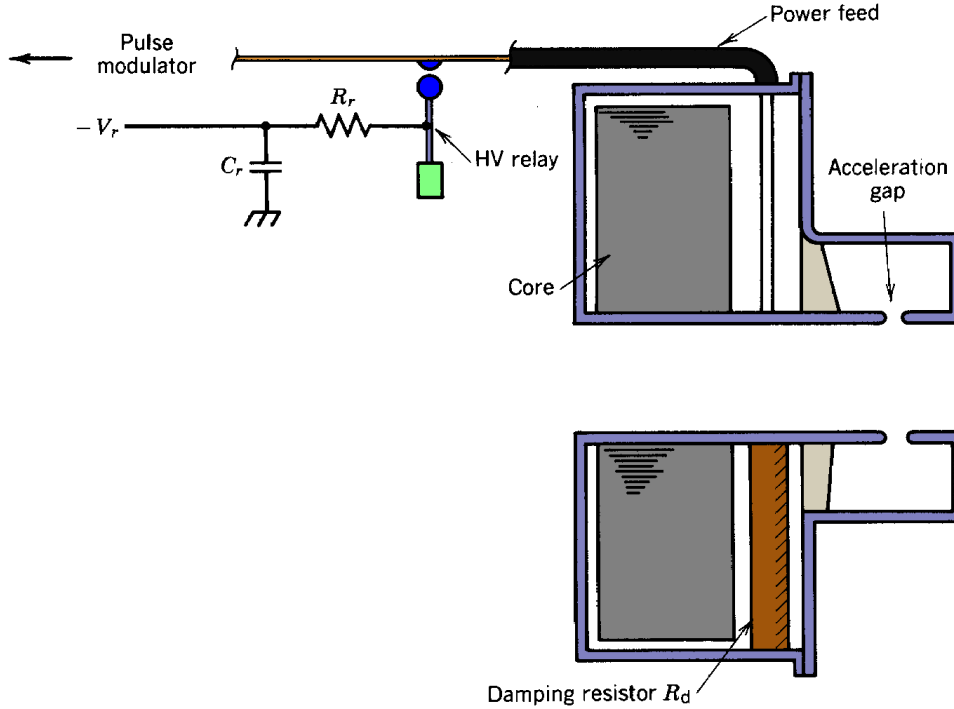 Power feed
Pulse
modulator
R_r
−V_r
C_r
HV relay
Acceleration
gap
Core
Damping resistor R_d